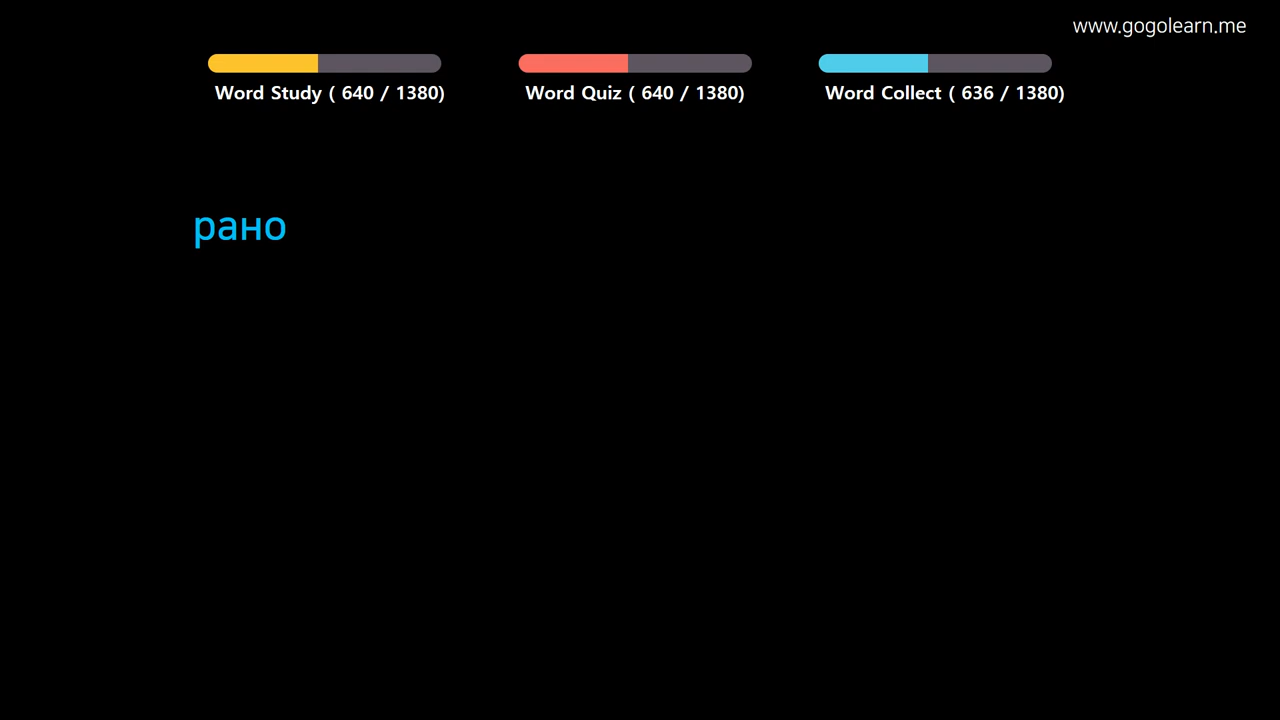 www.gogolearn.me
Word Study ( 640 / 1380)
Word Quiz ( 640 / 1380)
Word Collect ( 636 / 1380)
рано